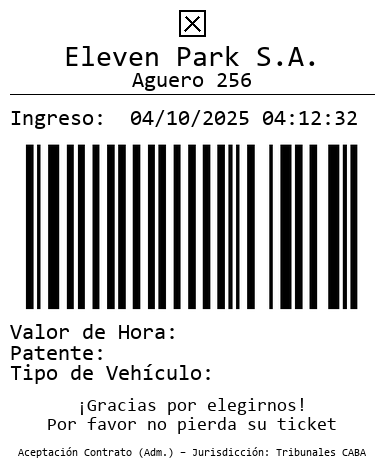 Eleven Park S.A.
Aguero 256
Ingreso: 04/10/2025 04:12:32
Valor de Hora:
Patente:
Tipo de Vehículo:
¡Gracias por elegirnos!
Por favor no pierda su ticket
Aceptación Contrato (Adm.) – Jurisdicción: Tribunales CABA